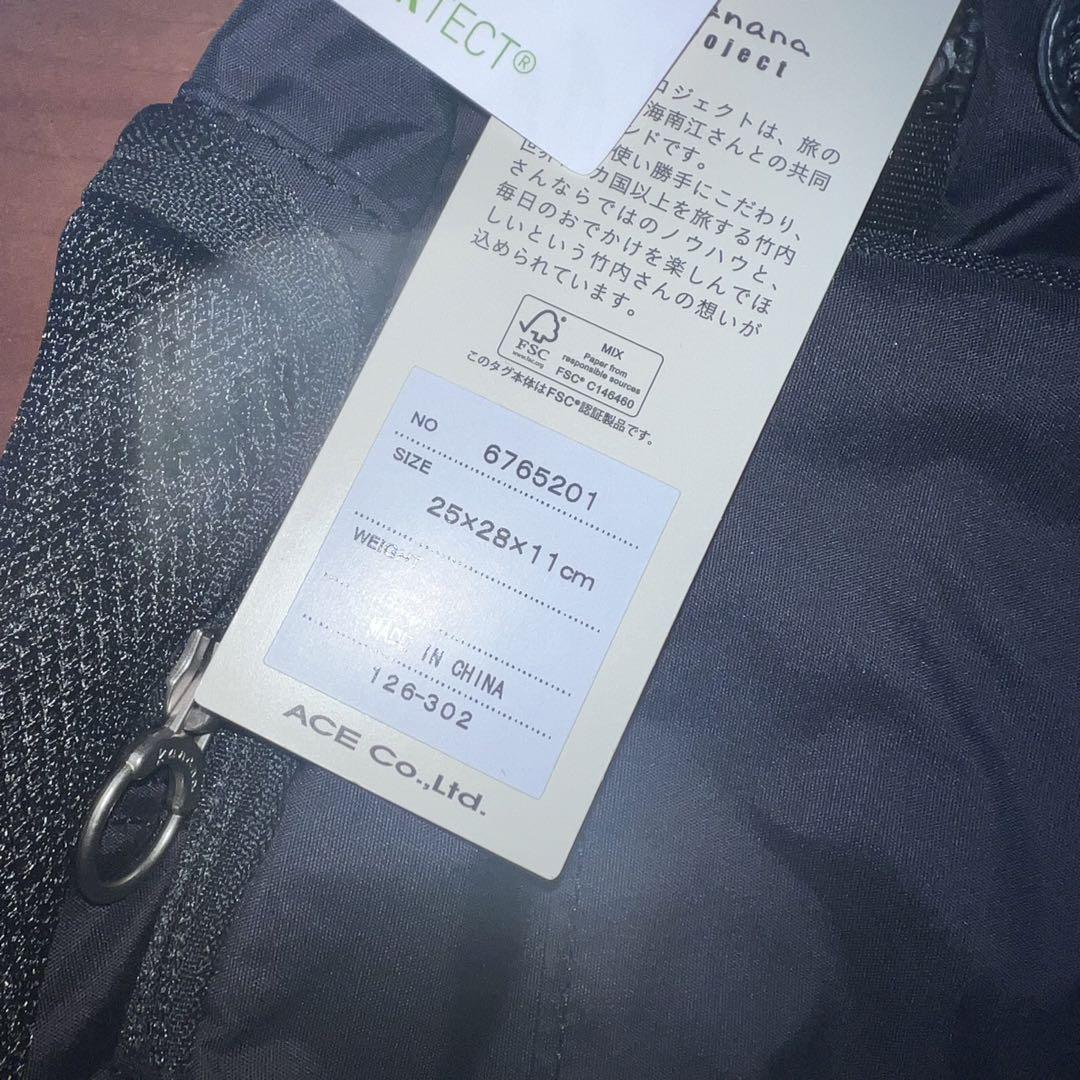 TECT®
nana
oject
ロジェクトは、旅の
海南江さんとの共同
ンドです。
使い勝手にこだわり、
カ国以上を旅する竹内
さんならではのノウハウと、
毎日のおでかけを楽しんでほ
しいという竹内さんの想いが
込められています。
FSC
www.fsc.org
MIX
Paper from
responsible sources
FSC® C146460
このタグ本体はFSC®認証製品です。
NO 6765201
SIZE 25×28×11cm
WEIGHT
MADE IN CHINA
126-302
ACE Co.,Ltd.